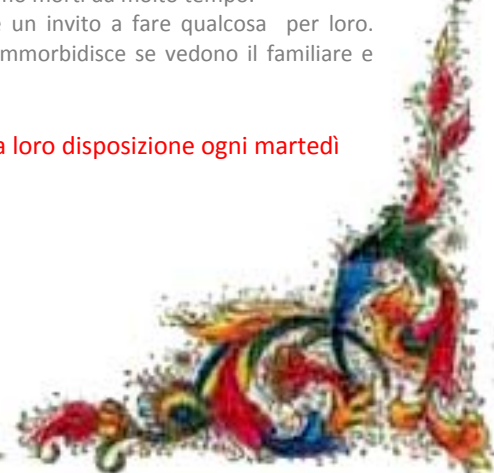 morti da molto tempo.
un invito a fare qualcosa per loro.
mmorbidisce se vedono il familiare e
a loro disposizione ogni martedì